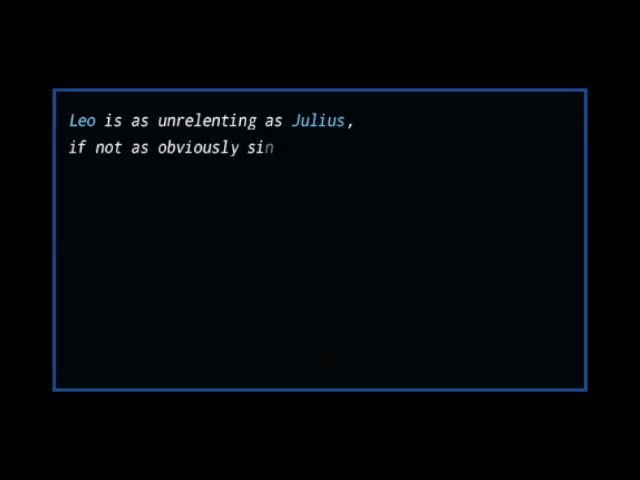 Leo is as unrelenting as Julius,
if not as obviously sin